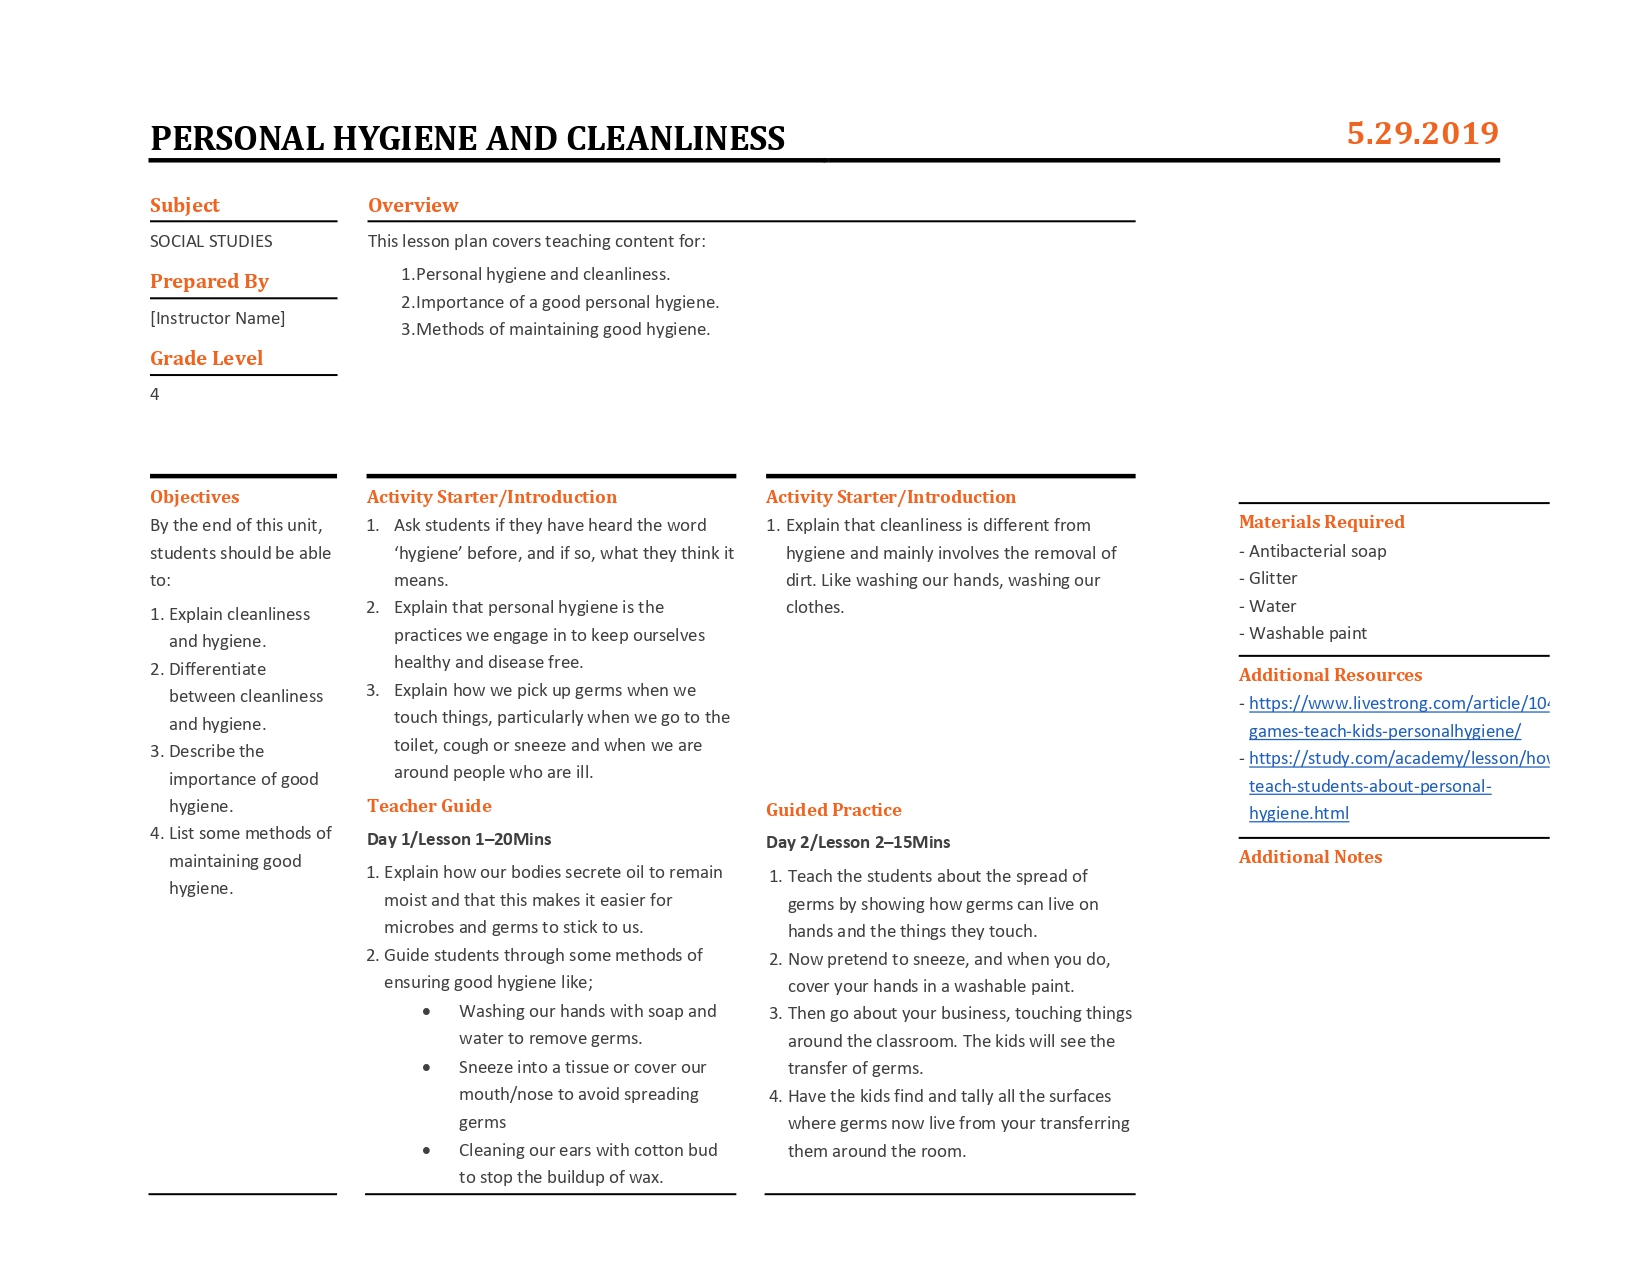 PERSONAL HYGIENE AND CLEANLINESS
5.29.2019
Subject
SOCIAL STUDIES
Prepared By
[Instructor Name]
Grade Level
4
Overview
This lesson plan covers teaching content for:
1.Personal hygiene and cleanliness.
2.Importance of a good personal hygiene.
3.Methods of maintaining good hygiene.
Objectives
By the end of this unit,
students should be able
to:
1. Explain cleanliness
and hygiene.
2. Differentiate
between cleanliness
and hygiene.
3. Describe the
importance of good
hygiene.
4. List some methods of
maintaining good
hygiene.
Activity Starter/Introduction
1. Ask students if they have heard the word
‘hygiene’ before, and if so, what they think it
means.
2. Explain that personal hygiene is the
practices we engage in to keep ourselves
healthy and disease free.
3. Explain how we pick up germs when we
touch things, particularly when we go to the
toilet, cough or sneeze and when we are
around people who are ill.
Teacher Guide
Day 1/Lesson 1–20Mins
1. Explain how our bodies secrete oil to remain
moist and that this makes it easier for
microbes and germs to stick to us.
2. Guide students through some methods of
ensuring good hygiene like;
• Washing our hands with soap and
water to remove germs.
• Sneeze into a tissue or cover our
mouth/nose to avoid spreading
germs
• Cleaning our ears with cotton bud
to stop the buildup of wax.
Activity Starter/Introduction
1. Explain that cleanliness is different from
hygiene and mainly involves the removal of
dirt. Like washing our hands, washing our
clothes.
Guided Practice
Day 2/Lesson 2–15Mins
1. Teach the students about the spread of
germs by showing how germs can live on
hands and the things they touch.
2. Now pretend to sneeze, and when you do,
cover your hands in a washable paint.
3. Then go about your business, touching things
around the classroom. The kids will see the
transfer of germs.
4. Have the kids find and tally all the surfaces
where germs now live from your transferring
them around the room.
Materials Required
- Antibacterial soap
- Glitter
- Water
- Washable paint
Additional Resources
- https://www.livestrong.com/article/10
games-teach-kids-personalhygiene/
- https://study.com/academy/lesson/ho
teach-students-about-personal-
hygiene.html
Additional Notes